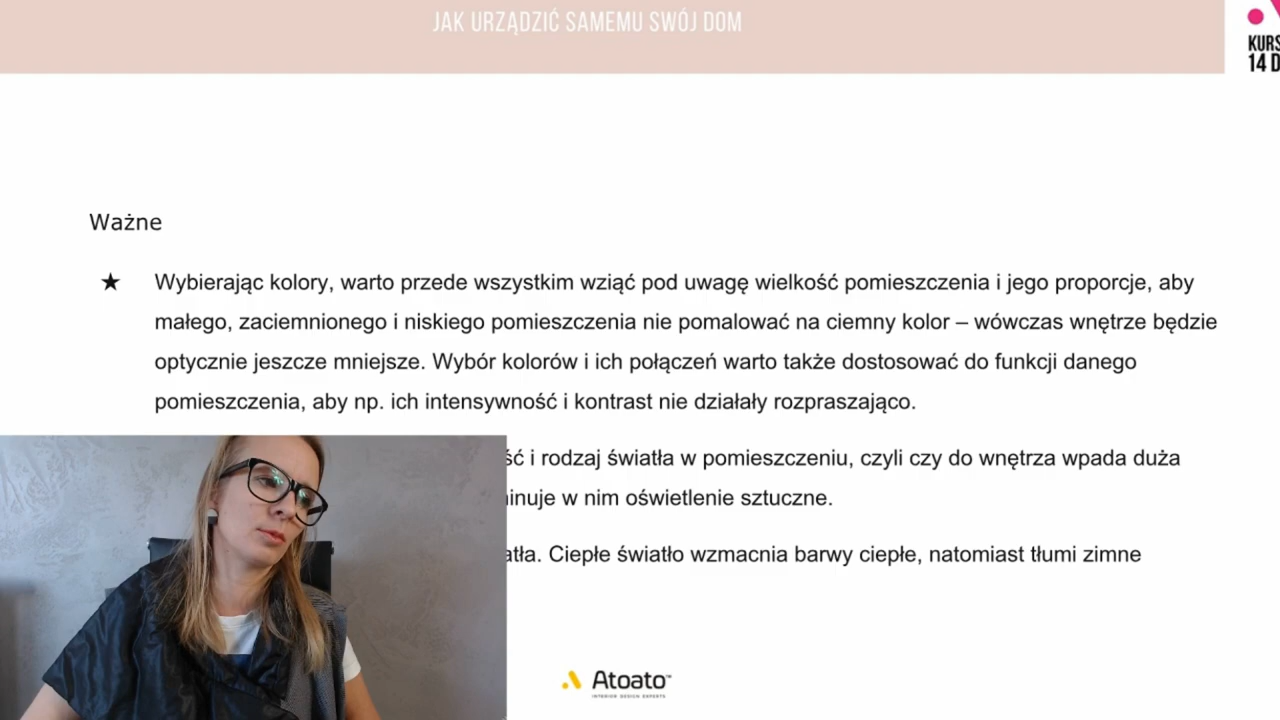 JAK URZĄDZIĆ SAMEMU SWÓJ DOM
KURS
14 D
Ważne
★ Wybierając kolory, warto przede wszystkim wziąć pod uwagę wielkość pomieszczenia i jego proporcje, aby
małego, zaciemnionego i niskiego pomieszczenia nie pomalować na ciemny kolor – wówczas wnętrze będzie
optycznie jeszcze mniejsze. Wybór kolorów i ich połączeń warto także dostosować do funkcji danego
pomieszczenia, aby np. ich intensywność i kontrast nie działały rozpraszająco.
i rodzaj światła w pomieszczeniu, czyli czy do wnętrza wpada duża
w nim oświetlenie sztuczne.
Ciepłe światło wzmacnia barwy ciepłe, natomiast tłumi zimne
Atoato™
INTERIOR DESIGN EXPERTS